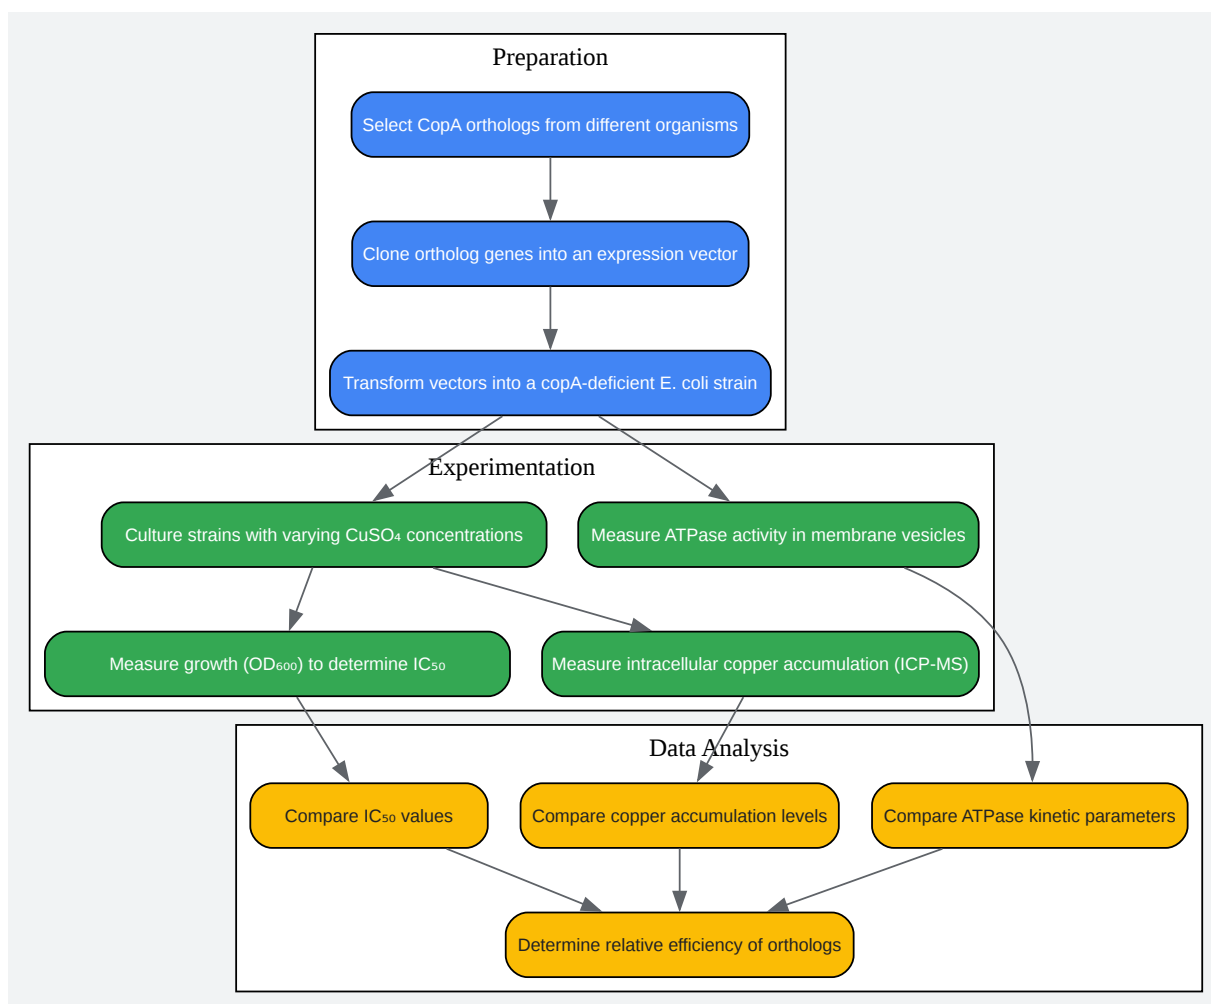 Preparation
Select CopA orthologs from different organisms
Clone ortholog genes into an expression vector
Transform vectors into a copA-deficient E. coli strain
Experimentation
Culture strains with varying CuSO₄ concentrations
Measure ATPase activity in membrane vesicles
Measure growth (OD₆₀₀) to determine IC₅₀
Measure intracellular copper accumulation (ICP-MS)
Data Analysis
Compare IC₅₀ values
Compare copper accumulation levels
Compare ATPase kinetic parameters
Determine relative efficiency of orthologs